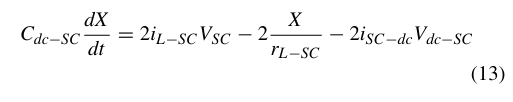 C_{dc-SC} \frac{dX}{dt} = 2i_{L-SC}V_{SC} - 2\frac{X}{r_{L-SC}} - 2i_{SC-dc}V_{dc-SC}
(13)